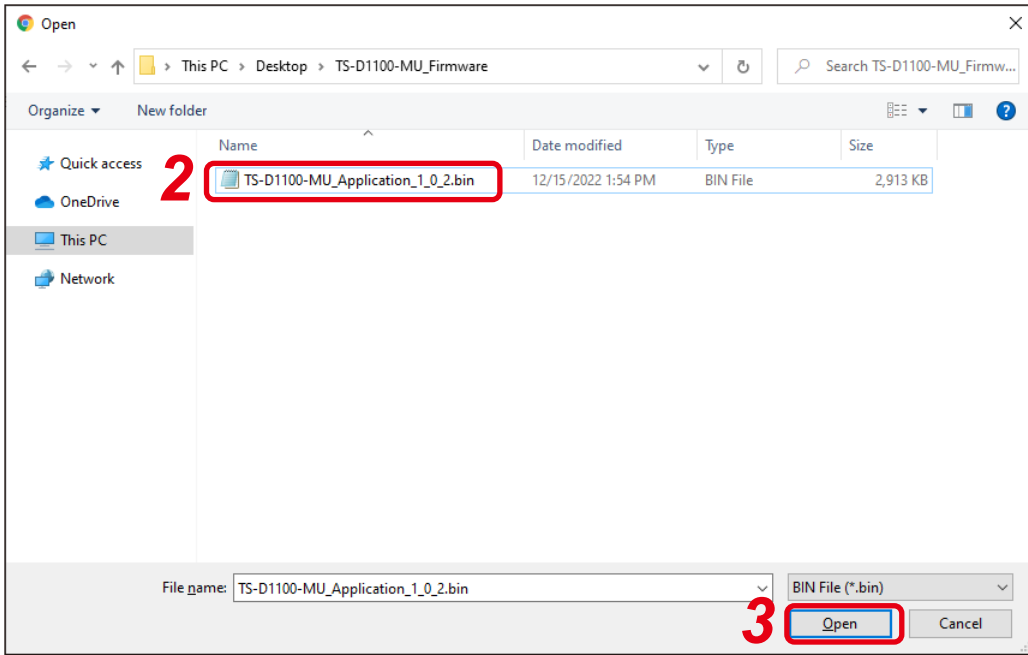 Open
This PC > Desktop > TS-D1100-MU_Firmware
Search TS-D1100-MU_Firmw...
Organize New folder
Name Date modified Type Size
2 TS-D1100-MU_Application_1_0_2.bin 12/15/2022 1:54 PM BIN File 2,913 KB
Quick access
OneDrive
This PC
Network
File name: TS-D1100-MU_Application_1_0_2.bin BIN File (*.bin)
3 Open Cancel